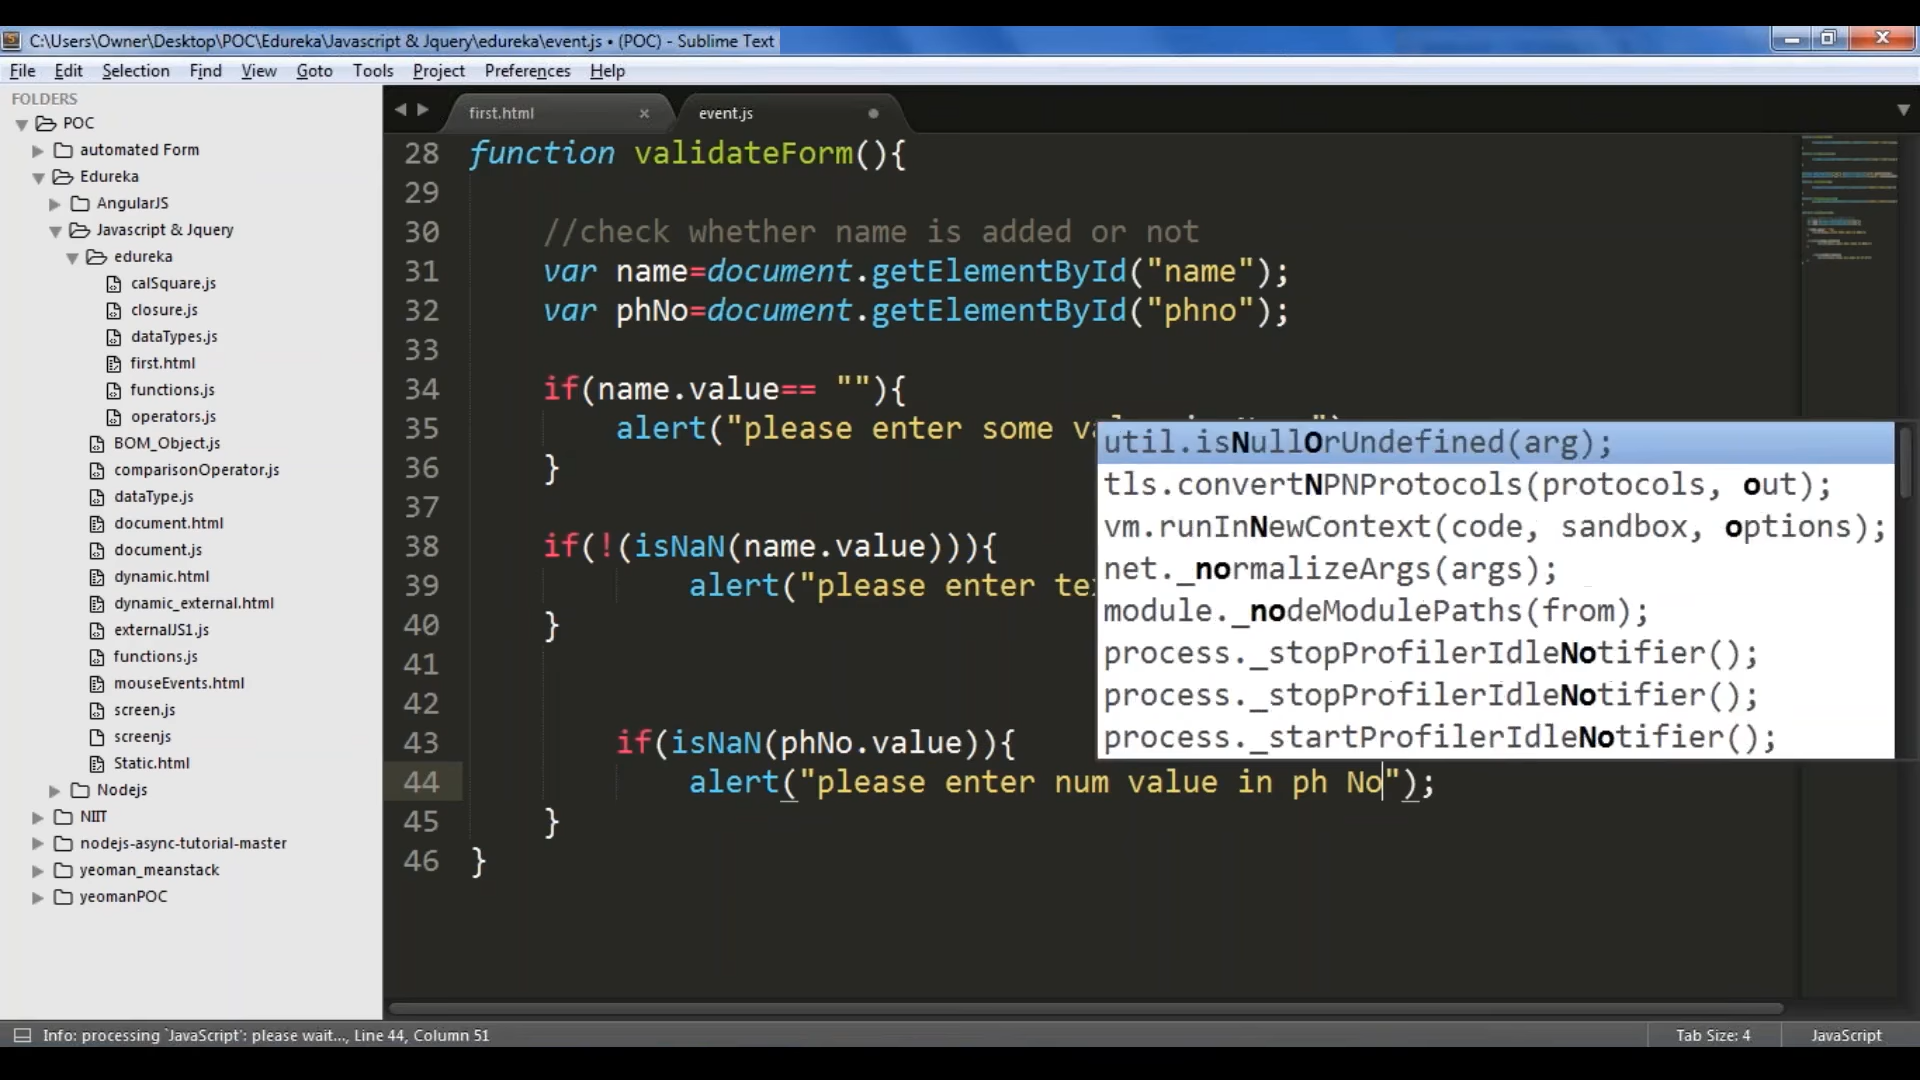 C:\Users\Owner\Desktop\POC\Edureka\Javascript & Jquery\edureka\event.js • (POC) - Sublime Text
File Edit Selection Find View Goto Tools Project Preferences Help
FOLDERS
POC
automated Form
Edureka
AngularJS
Javascript & Jquery
edureka
calSquare.js
closure.js
dataTypes.js
first.html
functions.js
operators.js
BOM_Object.js
comparisonOperator.js
dataType.js
document.html
document.js
dynamic.html
dynamic_external.html
externalJS1.js
functions.js
mouseEvents.html
screen.js
screenjs
Static.html
Nodejs
NIIT
nodejs-async-tutorial-master
yeoman_meanstack
yeomanPOC
first.html event.js
28 function validateForm(){
29
30 //check whether name is added or not
31 var name=document.getElementById("name");
32 var phNo=document.getElementById("phno");
33
34 if(name.value== ""){
35 alert("please enter some
36 }
37
38 if(!(isNaN(name.value))){
39 alert("please enter
40 }
41
42
43 if(isNaN(phNo.value)){
44 alert("please enter num value in ph No");
45 }
46 }
util.isNullOrUndefined(arg);
tls.convertNPNProtocols(protocols, out);
vm.runInNewContext(code, sandbox, options);
net._normalizeArgs(args);
module._nodeModulePaths(from);
process._stopProfilerIdleNotifier();
process._stopProfilerIdleNotifier();
process._startProfilerIdleNotifier();
Info: processing `JavaScript': please wait..., Line 44, Column 51
Tab Size: 4
JavaScript